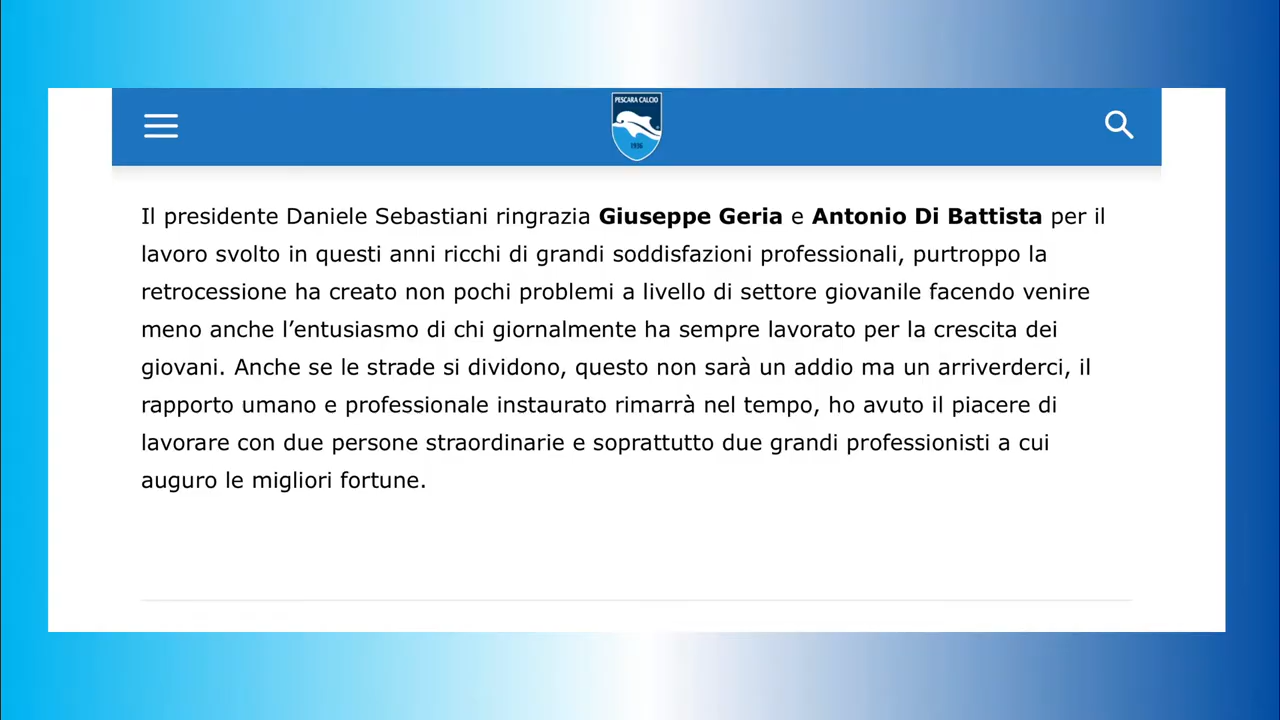 PESCARA CALCIO
1936
Il presidente Daniele Sebastiani ringrazia Giuseppe Geria e Antonio Di Battista per il
lavoro svolto in questi anni ricchi di grandi soddisfazioni professionali, purtroppo la
retrocessione ha creato non pochi problemi a livello di settore giovanile facendo venire
meno anche l’entusiasmo di chi giornalmente ha sempre lavorato per la crescita dei
giovani. Anche se le strade si dividono, questo non sarà un addio ma un arriverderci, il
rapporto umano e professionale instaurato rimarrà nel tempo, ho avuto il piacere di
lavorare con due persone straordinarie e soprattutto due grandi professionisti a cui
auguro le migliori fortune.